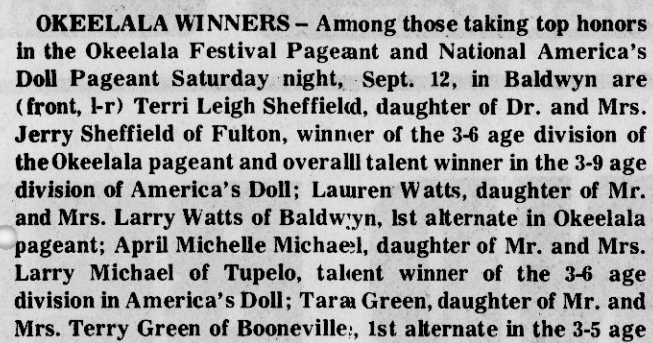 OKEELALA WINNERS – Among those taking top honors
in the Okeelala Festival Pageant and National America's
Doll Pageant Saturday night, Sept. 12, in Baldwyn are
(front, l-r) Terri Leigh Sheffield, daughter of Dr. and Mrs.
Jerry Sheffield of Fulton, winner of the 3-6 age division of
the Okeelala pageant and overall talent winner in the 3-9 age
division of America's Doll; Lauren Watts, daughter of Mr.
and Mrs. Larry Watts of Baldwyn, 1st alternate in Okeelala
pageant; April Michelle Michael, daughter of Mr. and Mrs.
Larry Michael of Tupelo, talent winner of the 3-6 age
division in America's Doll; Tara Green, daughter of Mr. and
Mrs. Terry Green of Booneville, 1st alternate in the 3-5 age